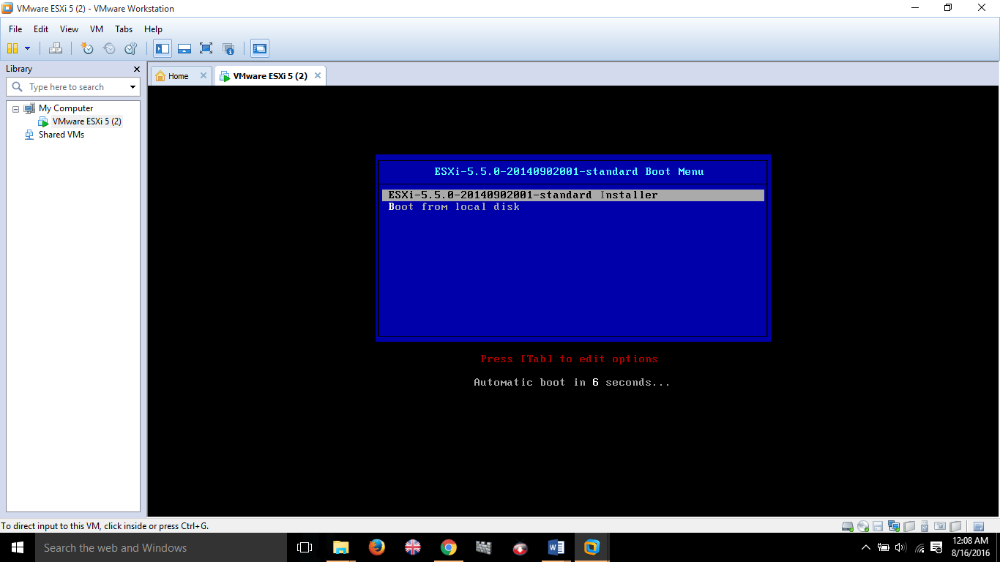 VMware ESXi 5 (2) - VMware Workstation
File Edit View VM Tabs Help
Library
Type here to search
My Computer
VMware ESXi 5 (2)
Shared VMs
Home
VMware ESXi 5 (2)
ESXi-5.5.0-20140902001-standard Boot Menu
ESXi-5.5.0-20140902001-standard Installer
Boot from local disk
Press [Tab] to edit options
Automatic boot in 6 seconds...
To direct input to this VM, click inside or press Ctrl+G.
Search the web and Windows
12:08 AM
8/16/2016